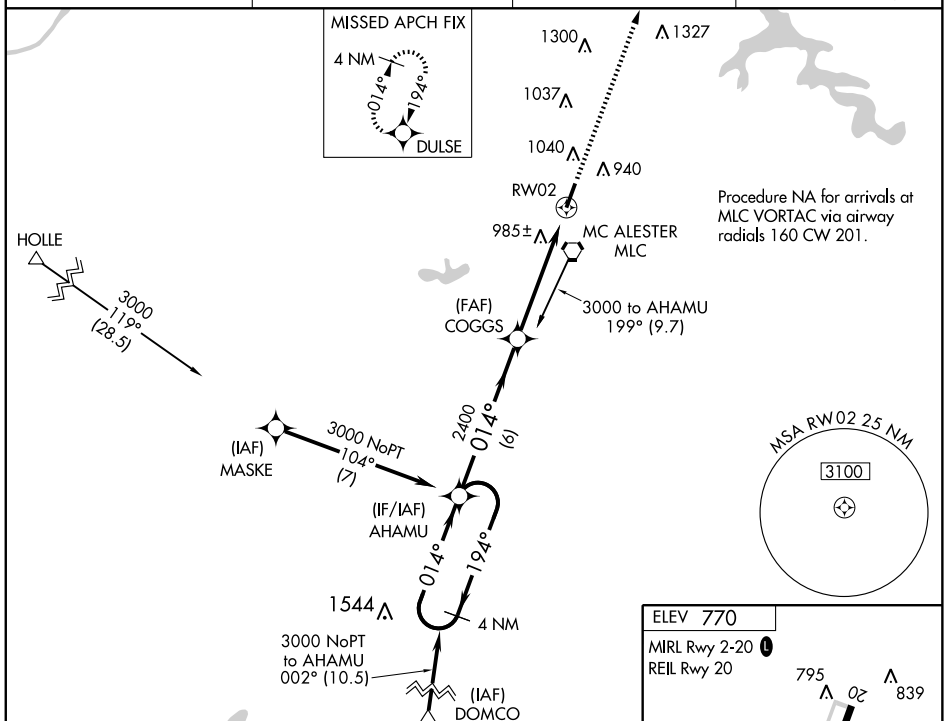 MISSED APCH FIX
4 NM
014°
194°
DULSE
1300
1327
1037
1040
940
RW02
985±
MC ALESTER
MLC
Procedure NA for arrivals at
MLC VORTAC via airway
radials 160 CW 201.
HOLLE
3000
119°
(28.5)
(FAF)
COGGS
3000 to AHAMU
199° (9.7)
2400
014°
(6)
(IAF)
MASKE
3000 NoPT
104°
(7)
(IF/IAF)
AHAMU
014°
194°
4 NM
1544
3000 NoPT
to AHAMU
002° (10.5)
(IAF)
DOMCO
MSA RW02 25 NM
3100
ELEV 770
MIRL Rwy 2-20 L
REIL Rwy 20
795
20
839